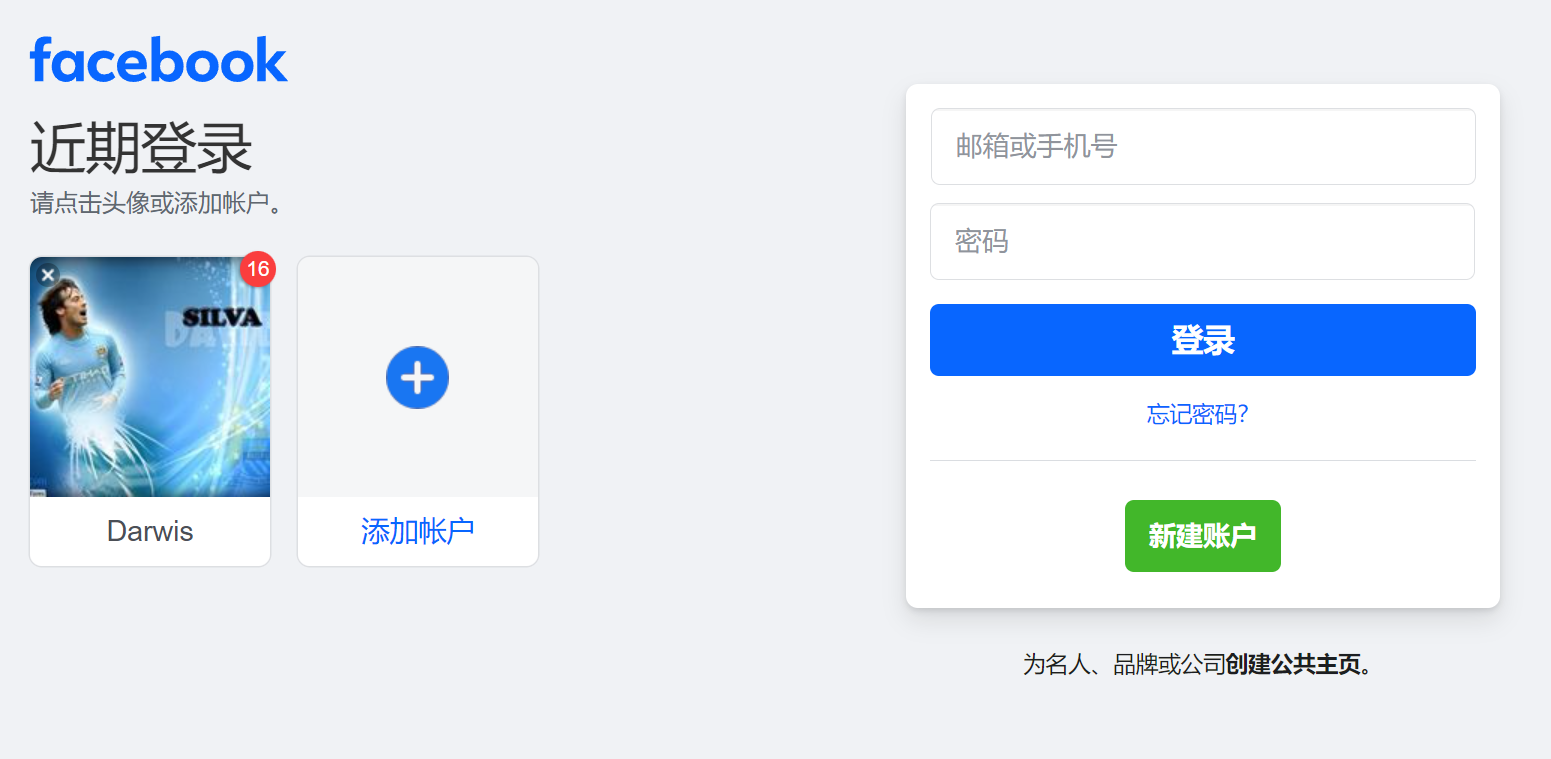 facebook
近期登录
请点击头像或添加帐户。
16
SILVA
Darwis
添加帐户
邮箱或手机号
密码
登录
忘记密码?
新建账户
为名人、品牌或公司创建公共主页。